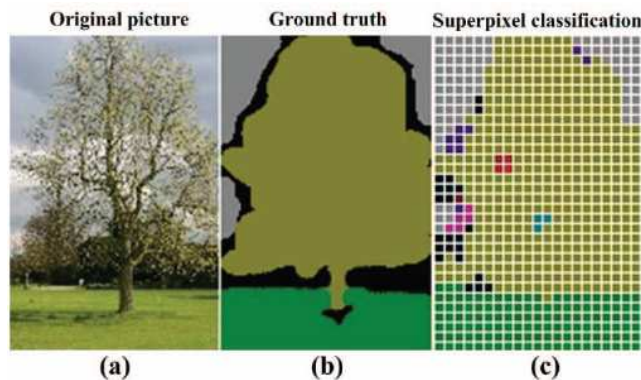 Original picture
Ground truth
Superpixel classification
(a)
(b)
(c)